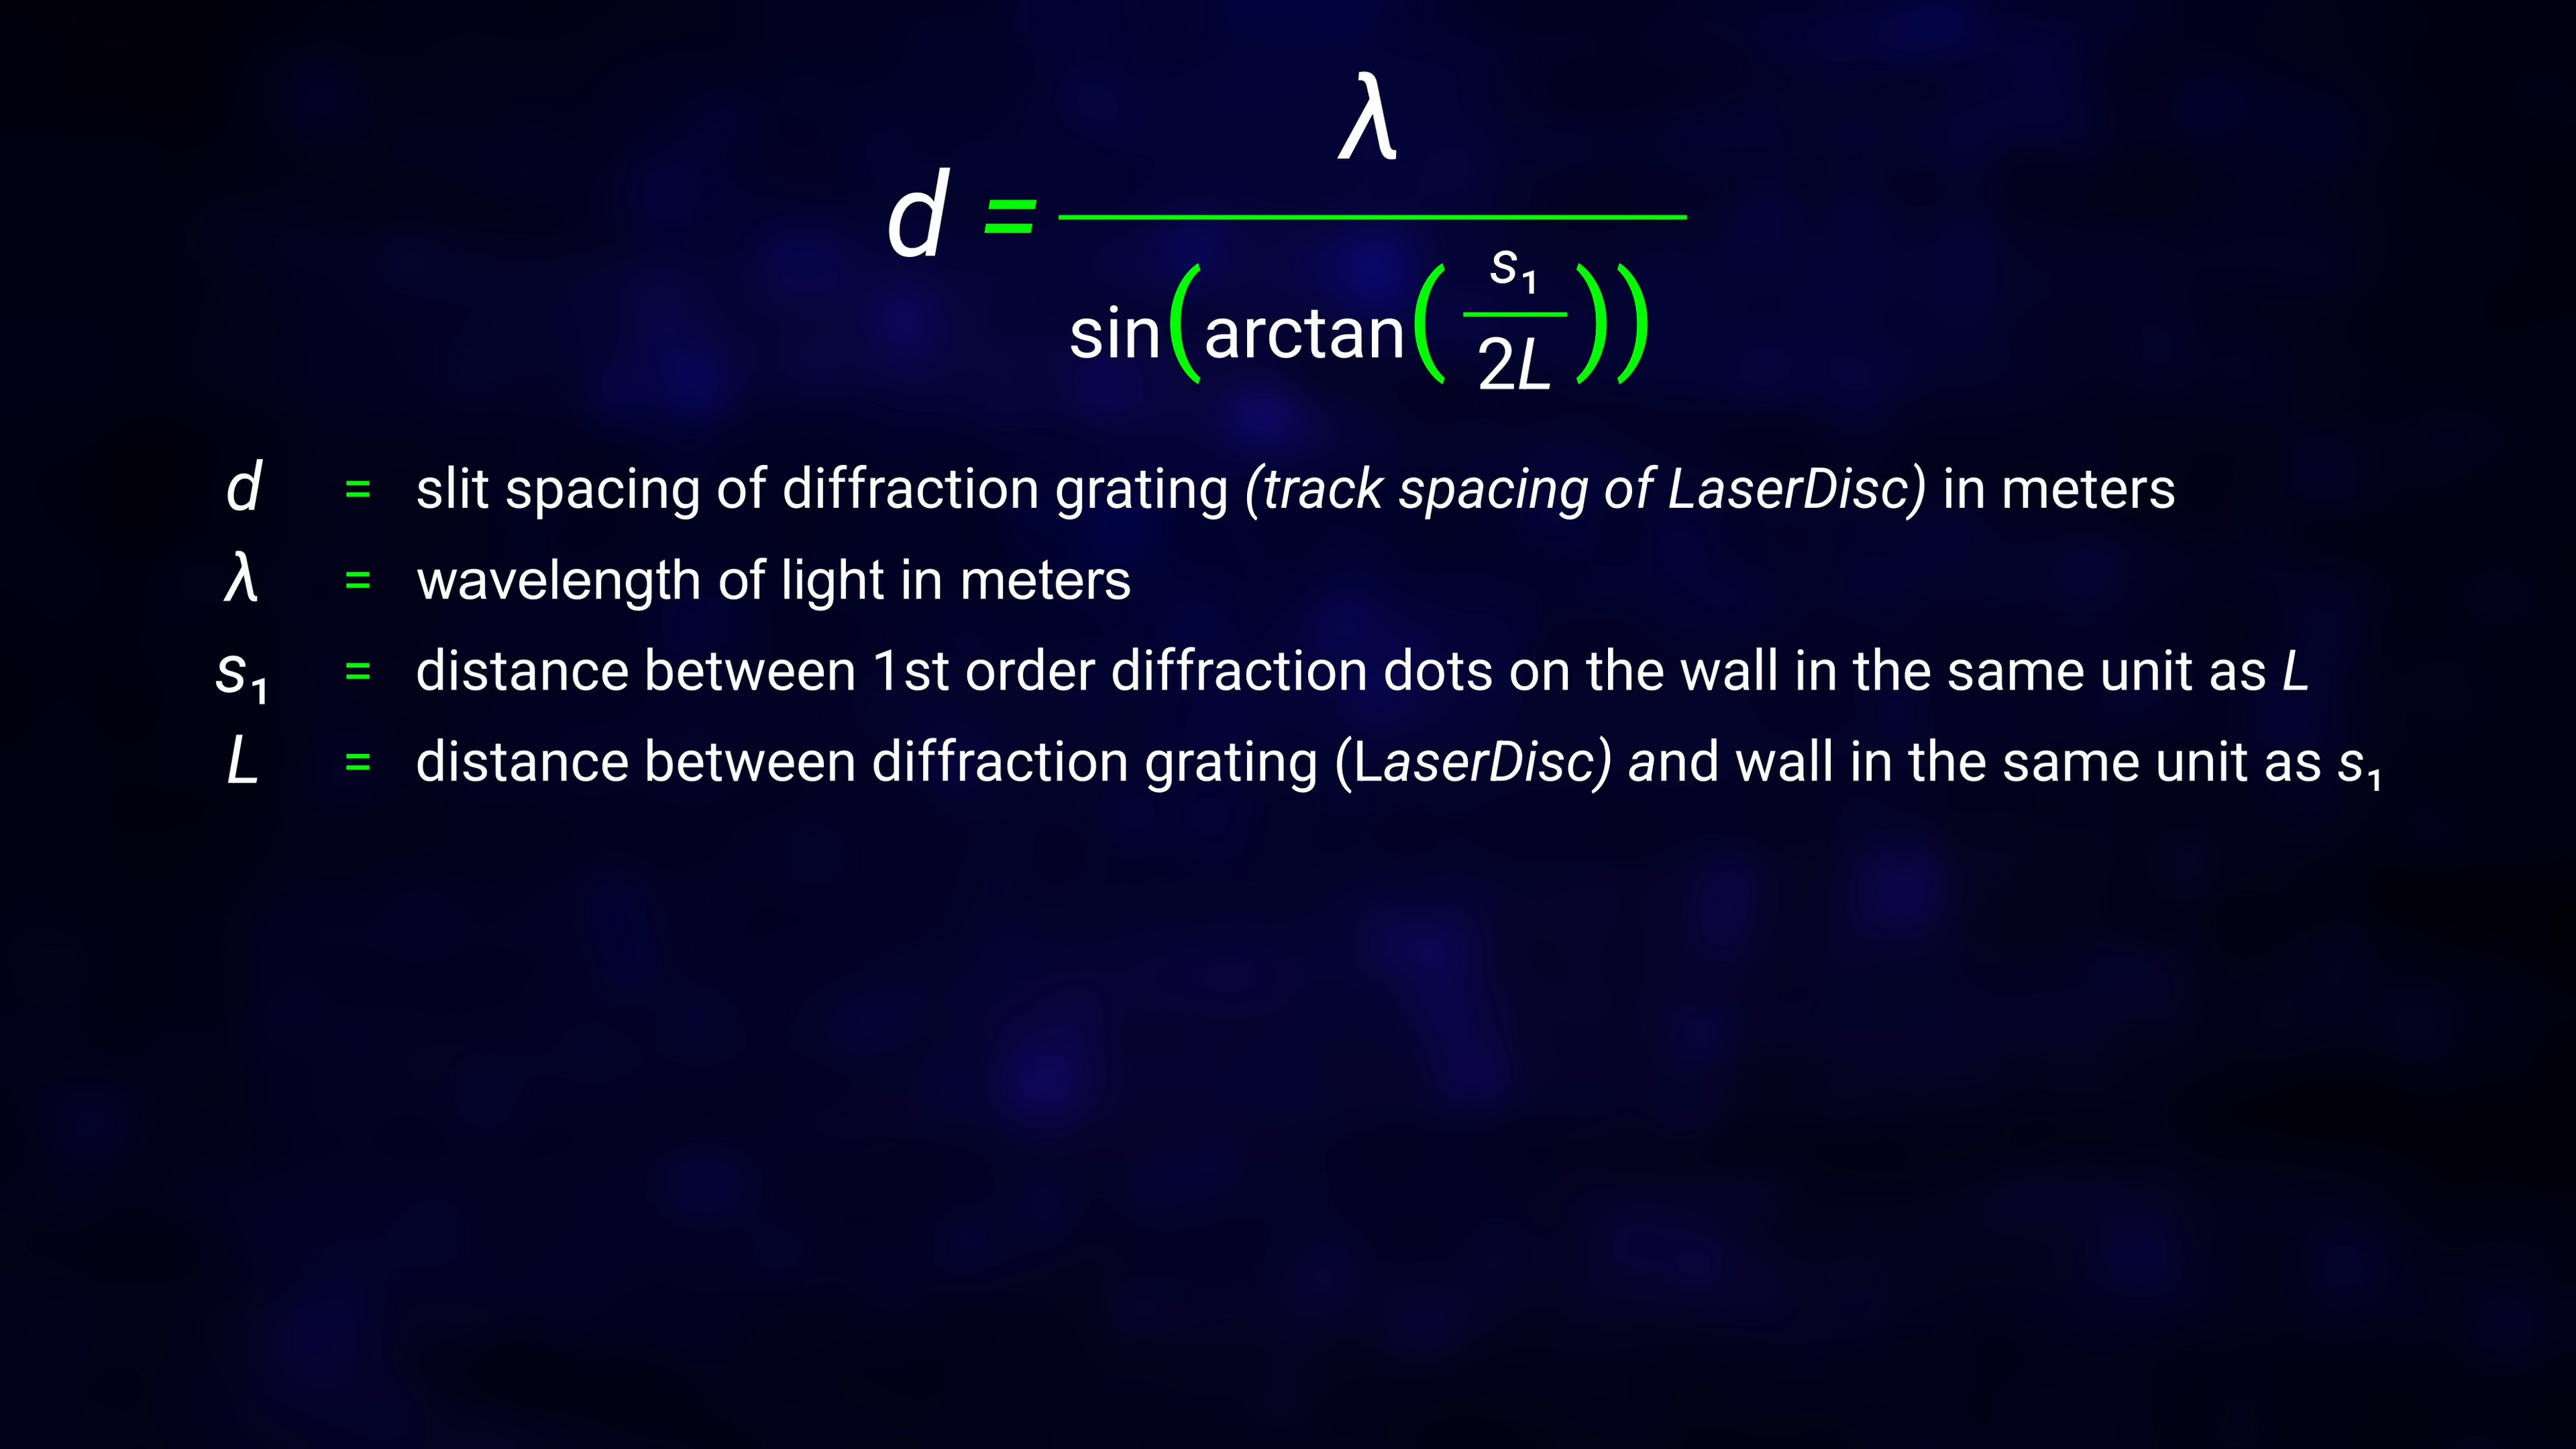 d = λ / sin(arctan(s₁ / 2L))
d = slit spacing of diffraction grating (track spacing of LaserDisc) in meters
λ = wavelength of light in meters
s₁ = distance between 1st order diffraction dots on the wall in the same unit as L
L = distance between diffraction grating (LaserDisc) and wall in the same unit as s₁